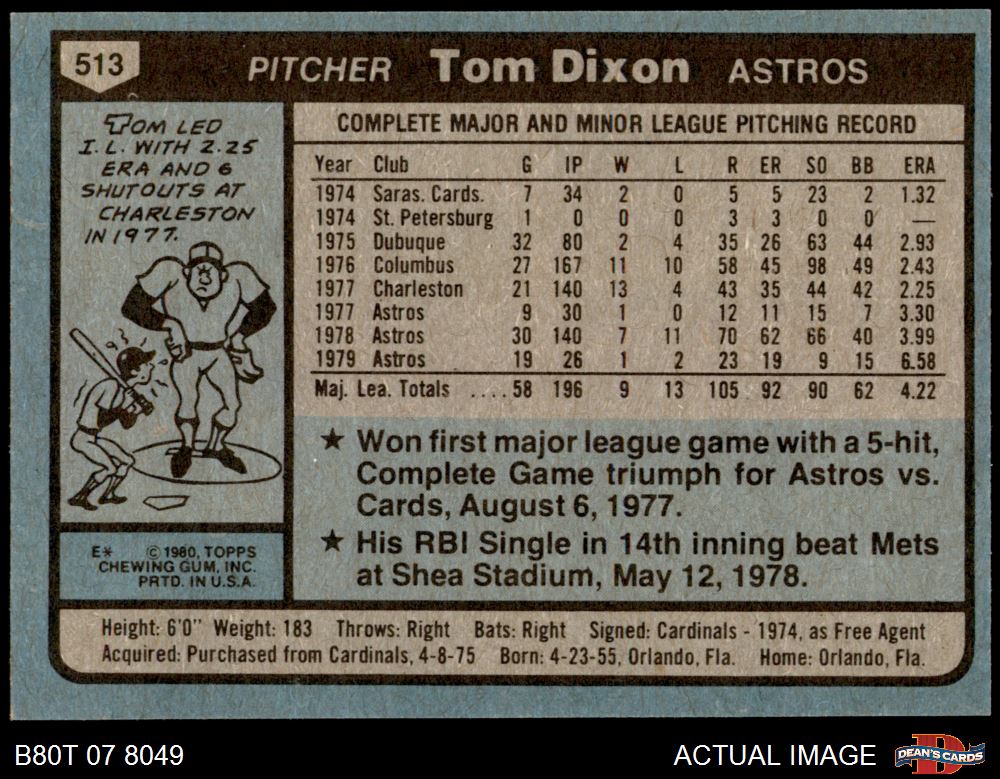 513 PITCHER Tom Dixon ASTROS
TOM LED
I.L. WITH 2.25
ERA AND 6
SHUTOUTS AT
CHARLESTON
IN 1977.
COMPLETE MAJOR AND MINOR LEAGUE PITCHING RECORD
Year Club G IP W L R ER SO BB ERA
1974 Saras. Cards. 7 34 2 0 5 5 23 2 1.32
1974 St. Petersburg 1 0 0 0 3 3 0 0 —
1975 Dubuque 32 80 2 4 35 26 63 44 2.93
1976 Columbus 27 167 11 10 58 45 98 49 2.43
1977 Charleston 21 140 13 4 43 35 44 42 2.25
1977 Astros 9 30 1 0 12 11 15 7 3.30
1978 Astros 30 140 7 11 70 62 66 40 3.99
1979 Astros 19 26 1 2 23 19 9 15 6.58
Maj. Lea. Totals .... 58 196 9 13 105 92 90 62 4.22
★ Won first major league game with a 5-hit,
Complete Game triumph for Astros vs.
Cards, August 6, 1977.
★ His RBI Single in 14th inning beat Mets
at Shea Stadium, May 12, 1978.
E* © 1980, TOPPS
CHEWING GUM, INC.
PRTD. IN U.S.A.
Height: 6'0" Weight: 183 Throws: Right Bats: Right Signed: Cardinals - 1974, as Free Agent
Acquired: Purchased from Cardinals, 4-8-75 Born: 4-23-55, Orlando, Fla. Home: Orlando, Fla.
B80T 07 8049 ACTUAL IMAGE DEAN'S CARDS